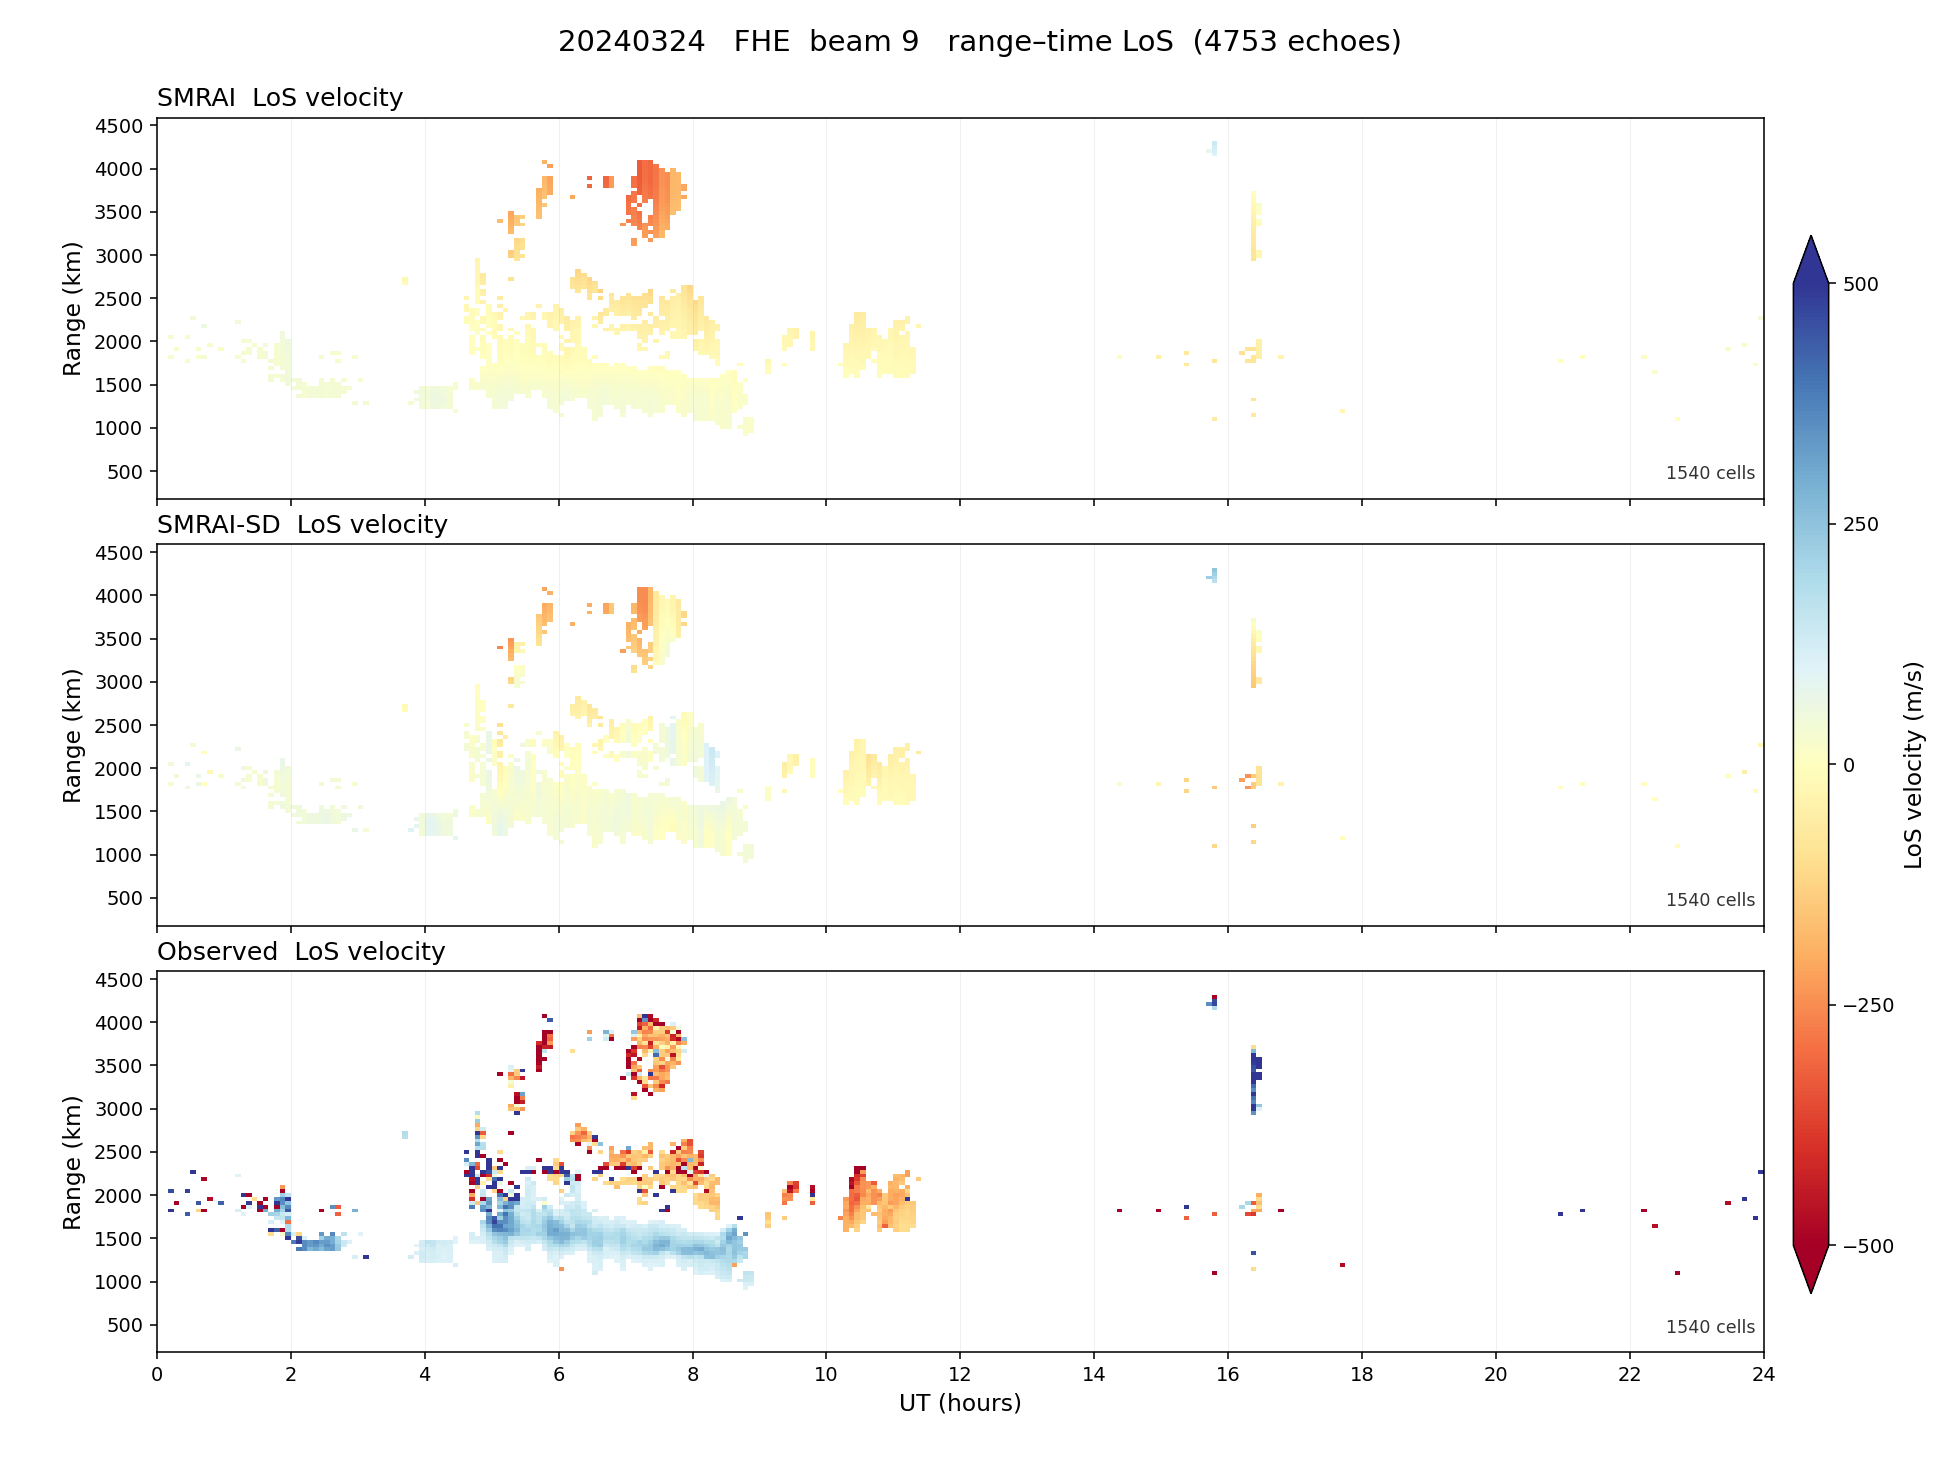 20240324   FHE  beam 9   range–time LoS  (4753 echoes)
SMRAI  LoS velocity
4500
4000
3500
3000
2500
2000
1500
1000
500
Range (km)
1540 cells
SMRAI-SD  LoS velocity
4500
4000
3500
3000
2500
2000
1500
1000
500
Range (km)
1540 cells
Observed  LoS velocity
4500
4000
3500
3000
2500
2000
1500
1000
500
Range (km)
1540 cells
0 2 4 6 8 10 12 14 16 18 20 22 24
UT (hours)
500
250
0
−250
−500
LoS velocity (m/s)